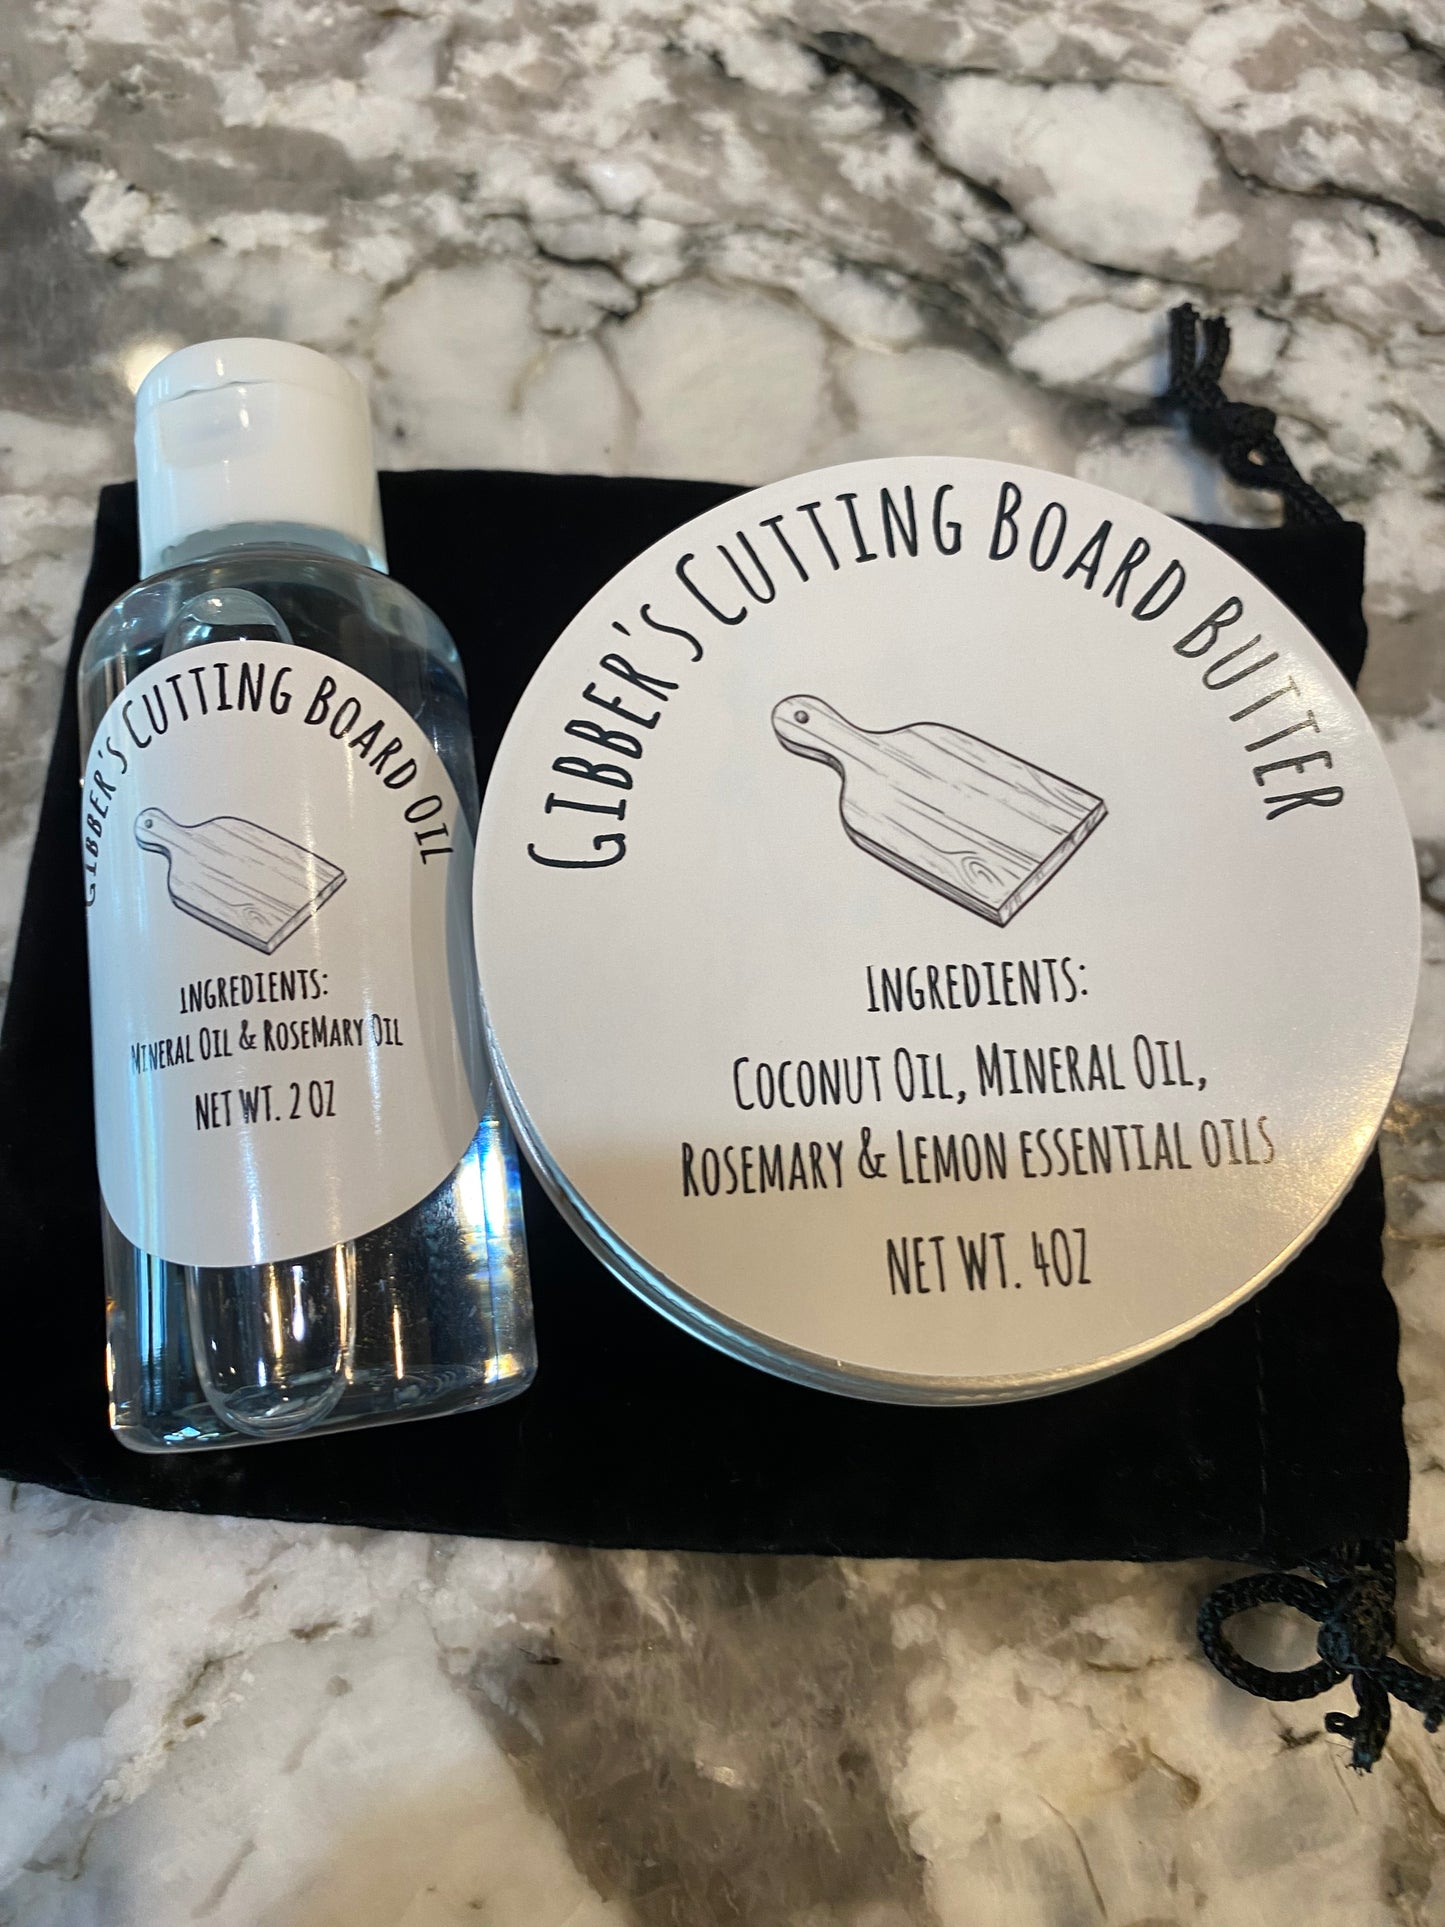 Gibber's Cutting Board Oil
Ingredients:
Mineral Oil & RoseMary Oil
Net Wt. 2 oz
Gibber's Cutting Board Butter
Ingredients:
Coconut Oil, Mineral Oil,
Rosemary & Lemon essential oils
Net Wt. 4oz